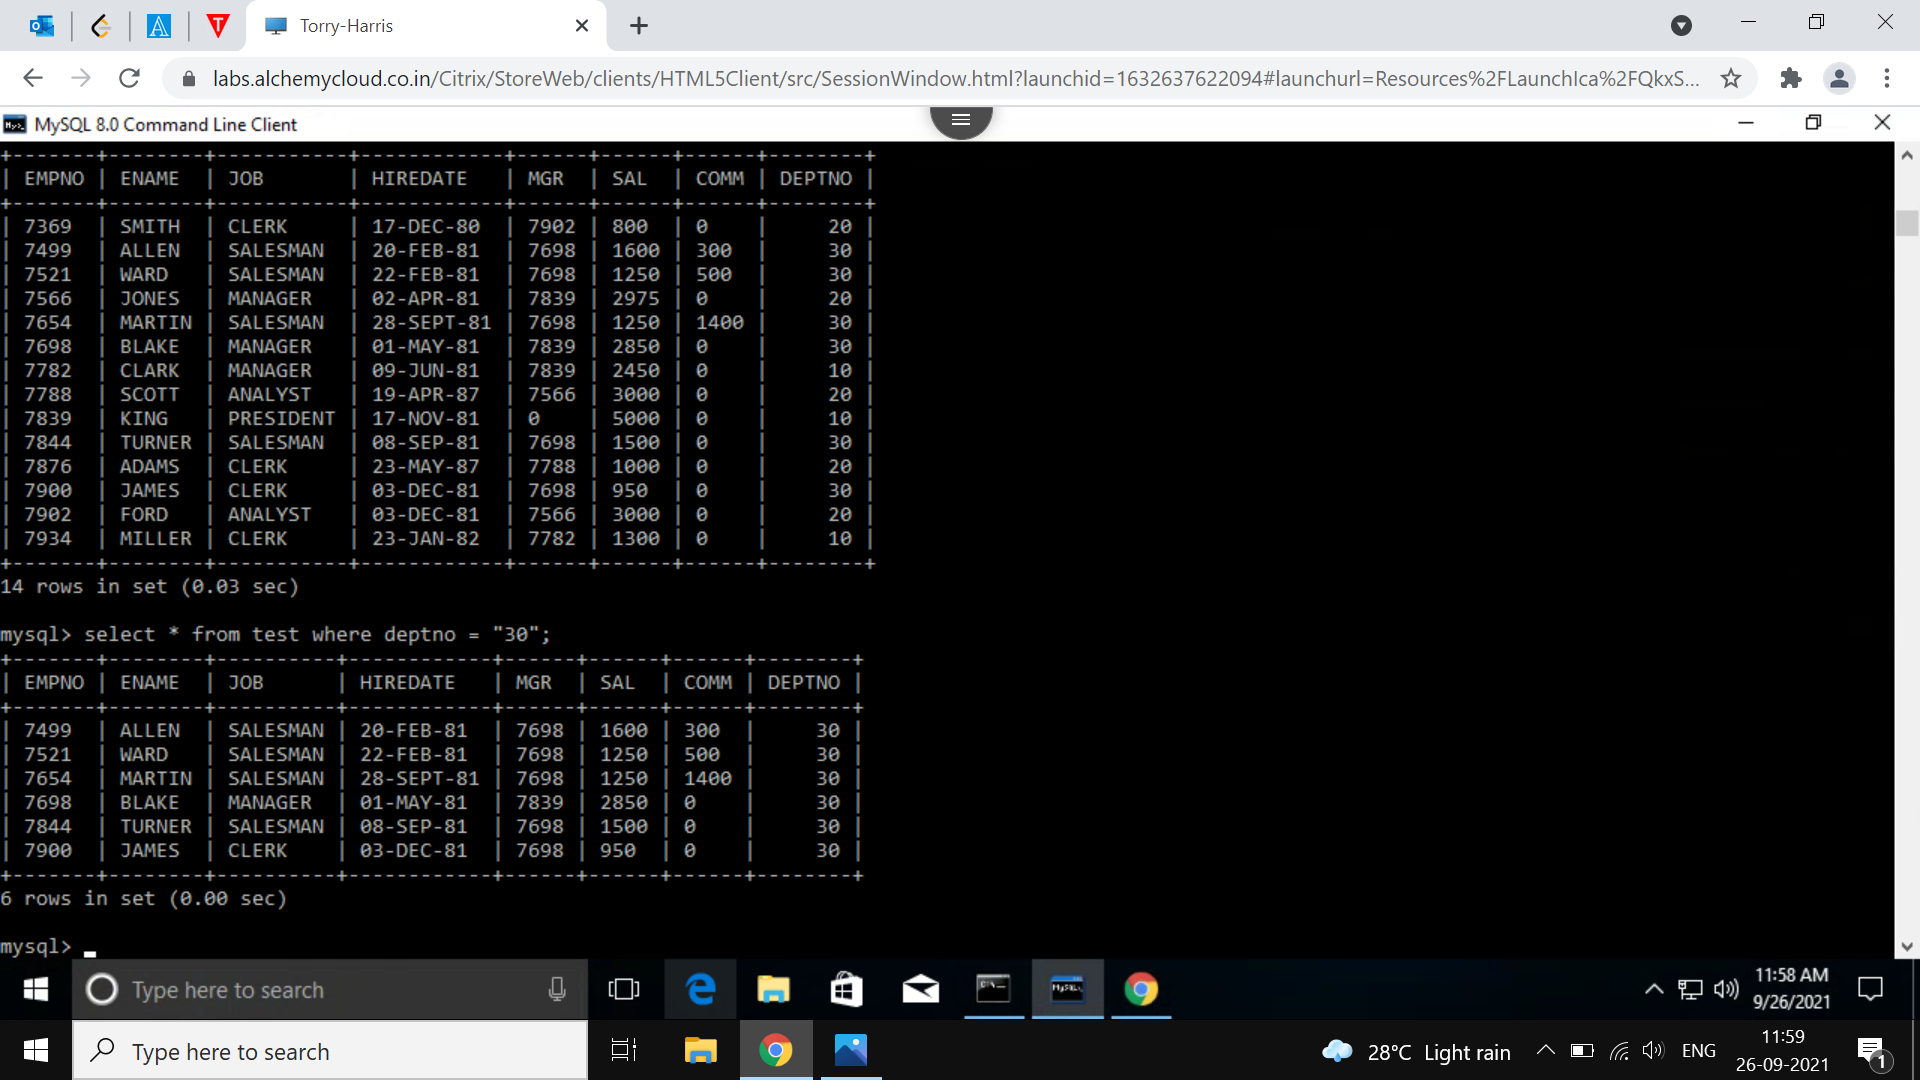 Torry-Harris
labs.alchemycloud.co.in/Citrix/StoreWeb/clients/HTML5Client/src/SessionWindow.html?launchid=1632637622094#launchurl=Resources%2FLaunchIca%2FQkxS...
MySQL 8.0 Command Line Client
+-------+--------+-----------+------------+------+------+------+--------+
| EMPNO | ENAME  | JOB       | HIREDATE   | MGR  | SAL  | COMM | DEPTNO |
+-------+--------+-----------+------------+------+------+------+--------+
| 7369  | SMITH  | CLERK     | 17-DEC-80  | 7902 | 800  | 0    |     20 |
| 7499  | ALLEN  | SALESMAN  | 20-FEB-81  | 7698 | 1600 | 300  |     30 |
| 7521  | WARD   | SALESMAN  | 22-FEB-81  | 7698 | 1250 | 500  |     30 |
| 7566  | JONES  | MANAGER   | 02-APR-81  | 7839 | 2975 | 0    |     20 |
| 7654  | MARTIN | SALESMAN  | 28-SEPT-81 | 7698 | 1250 | 1400 |     30 |
| 7698  | BLAKE  | MANAGER   | 01-MAY-81  | 7839 | 2850 | 0    |     30 |
| 7782  | CLARK  | MANAGER   | 09-JUN-81  | 7839 | 2450 | 0    |     10 |
| 7788  | SCOTT  | ANALYST   | 19-APR-87  | 7566 | 3000 | 0    |     20 |
| 7839  | KING   | PRESIDENT | 17-NOV-81  | 0    | 5000 | 0    |     10 |
| 7844  | TURNER | SALESMAN  | 08-SEP-81  | 7698 | 1500 | 0    |     30 |
| 7876  | ADAMS  | CLERK     | 23-MAY-87  | 7788 | 1000 | 0    |     20 |
| 7900  | JAMES  | CLERK     | 03-DEC-81  | 7698 | 950  | 0    |     30 |
| 7902  | FORD   | ANALYST   | 03-DEC-81  | 7566 | 3000 | 0    |     20 |
| 7934  | MILLER | CLERK     | 23-JAN-82  | 7782 | 1300 | 0    |     10 |
+-------+--------+-----------+------------+------+------+------+--------+
14 rows in set (0.03 sec)
mysql> select * from test where deptno = "30";
+-------+--------+----------+------------+------+------+------+--------+
| EMPNO | ENAME  | JOB      | HIREDATE   | MGR  | SAL  | COMM | DEPTNO |
+-------+--------+----------+------------+------+------+------+--------+
| 7499  | ALLEN  | SALESMAN | 20-FEB-81  | 7698 | 1600 | 300  |     30 |
| 7521  | WARD   | SALESMAN | 22-FEB-81  | 7698 | 1250 | 500  |     30 |
| 7654  | MARTIN | SALESMAN | 28-SEPT-81 | 7698 | 1250 | 1400 |     30 |
| 7698  | BLAKE  | MANAGER  | 01-MAY-81  | 7839 | 2850 | 0    |     30 |
| 7844  | TURNER | SALESMAN | 08-SEP-81  | 7698 | 1500 | 0    |     30 |
| 7900  | JAMES  | CLERK    | 03-DEC-81  | 7698 | 950  | 0    |     30 |
+-------+--------+----------+------------+------+------+------+--------+
6 rows in set (0.00 sec)
mysql> _
Type here to search
11:58 AM
9/26/2021
Type here to search
28°C Light rain
ENG
11:59
26-09-2021
1